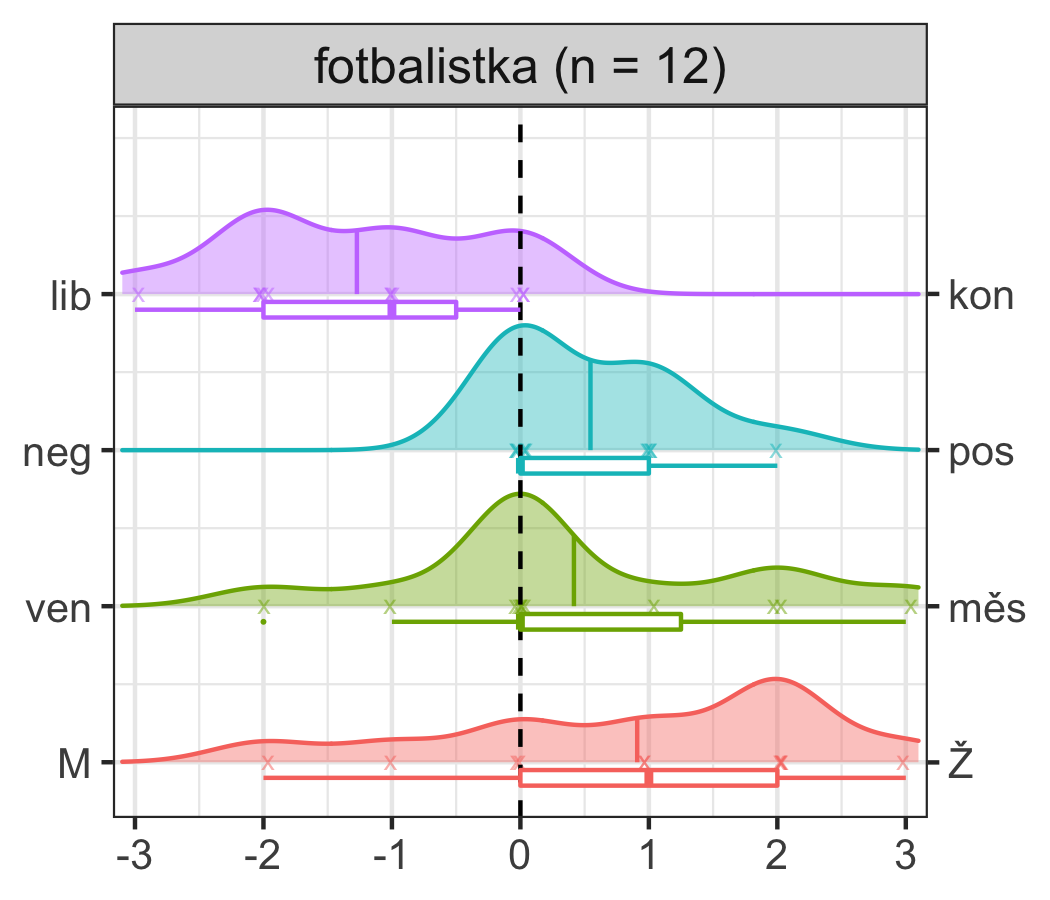 fotbalistka (n = 12)
lib kon
neg pos
ven měs
M Ž
-3 -2 -1 0 1 2 3